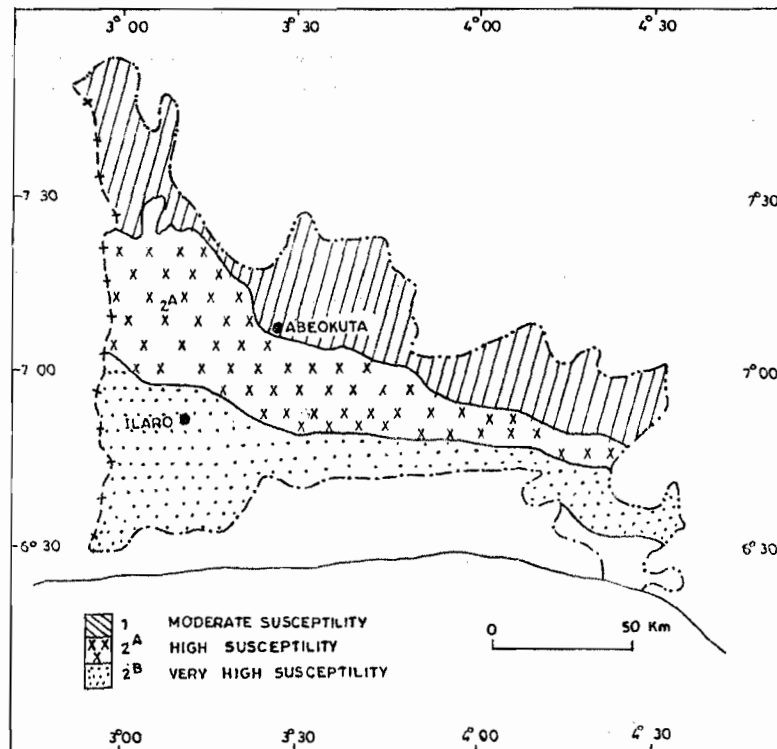 3° 00 3° 30 4° 00 4° 30
7 30 7° 30
2A
ABEOKUTA
7° 00 7° 00
ILARO
6° 30 6° 30
1 MODERATE SUSCEPTILITY
2A HIGH SUSCEPTILITY
2B VERY HIGH SUSCEPTILITY
0 50 Km
3° 00 3° 30 4° 00 4° 30